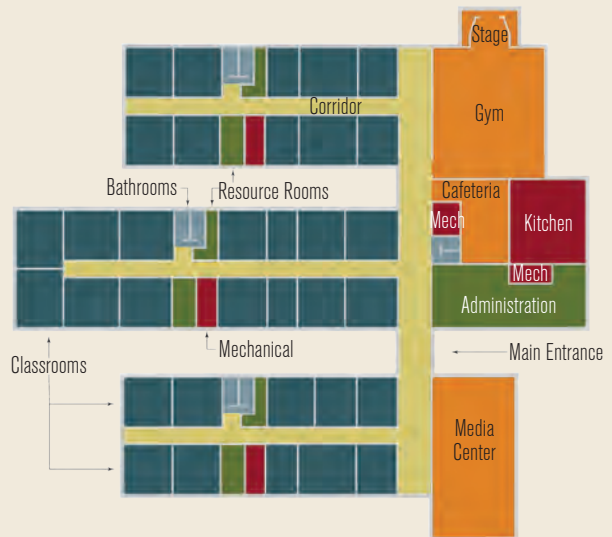 Stage
Gym
Corridor
Bathrooms
Resource Rooms
Cafeteria
Mech
Kitchen
Mech
Administration
Mechanical
Main Entrance
Classrooms
Media
Center